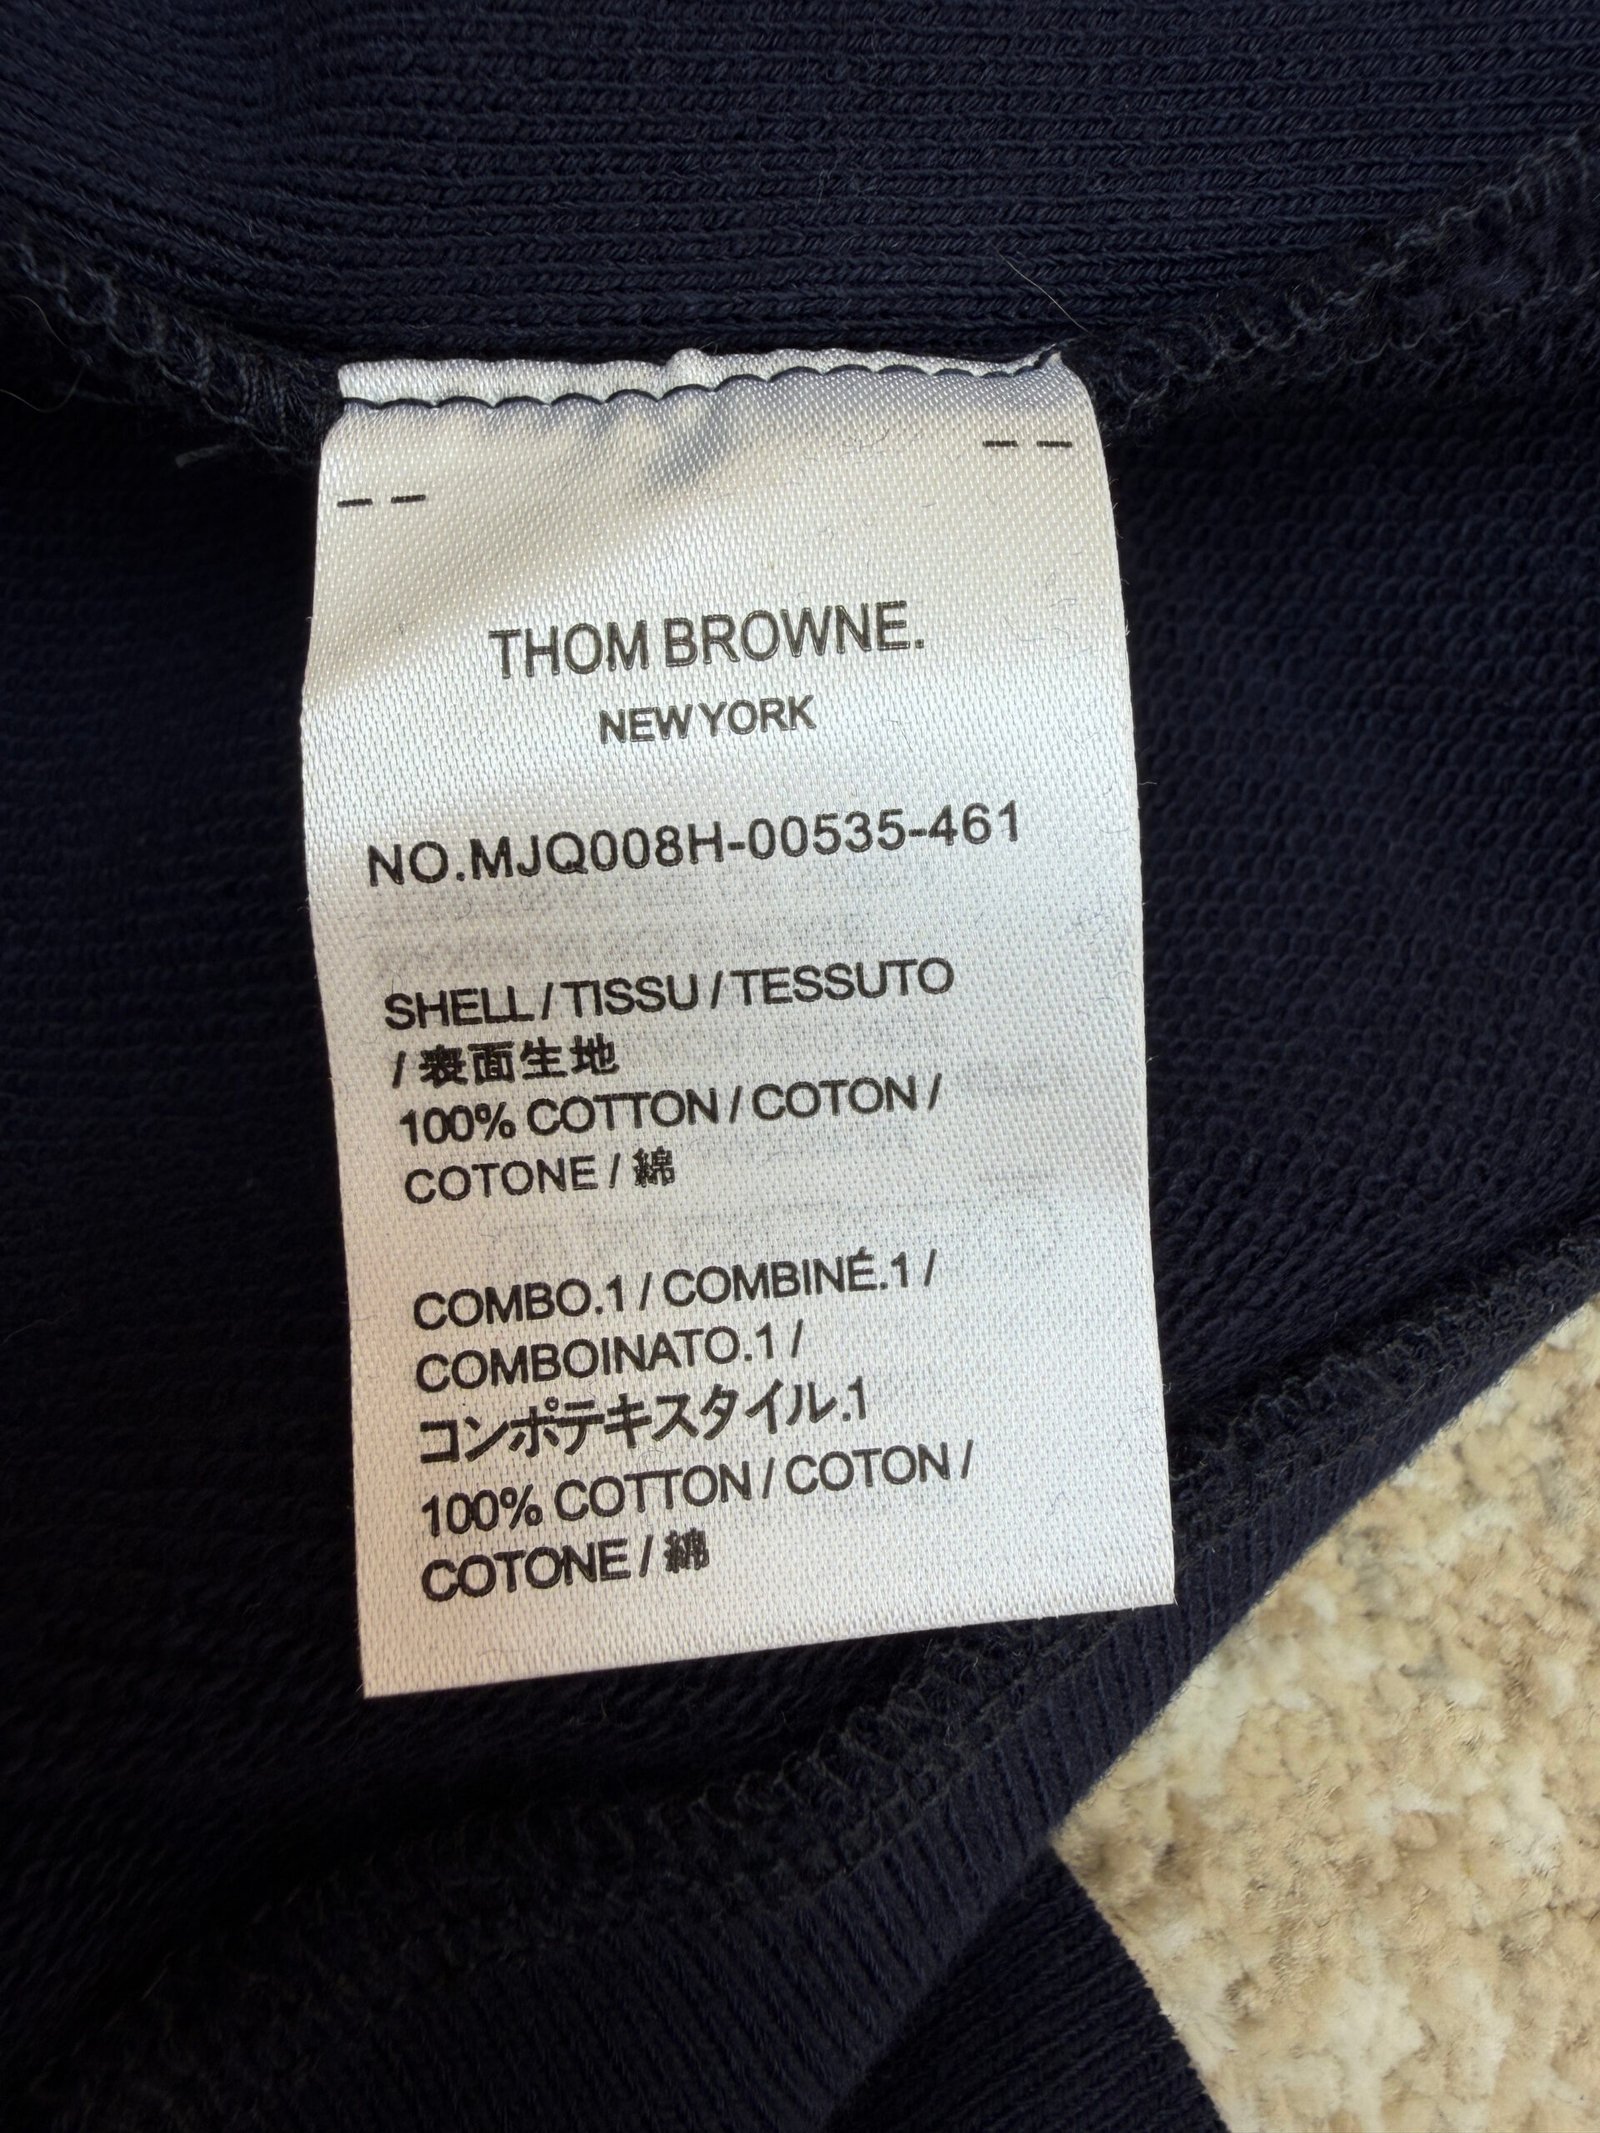 THOM BROWNE.
NEW YORK
NO.MJQ008H-00535-461
SHELL / TISSU / TESSUTO
/ 表面生地
100% COTTON / COTON /
COTONE / 綿
COMBO.1 / COMBINÉ.1 /
COMBOINATO.1 /
コンポテキスタイル.1
100% COTTON / COTON /
COTONE / 綿